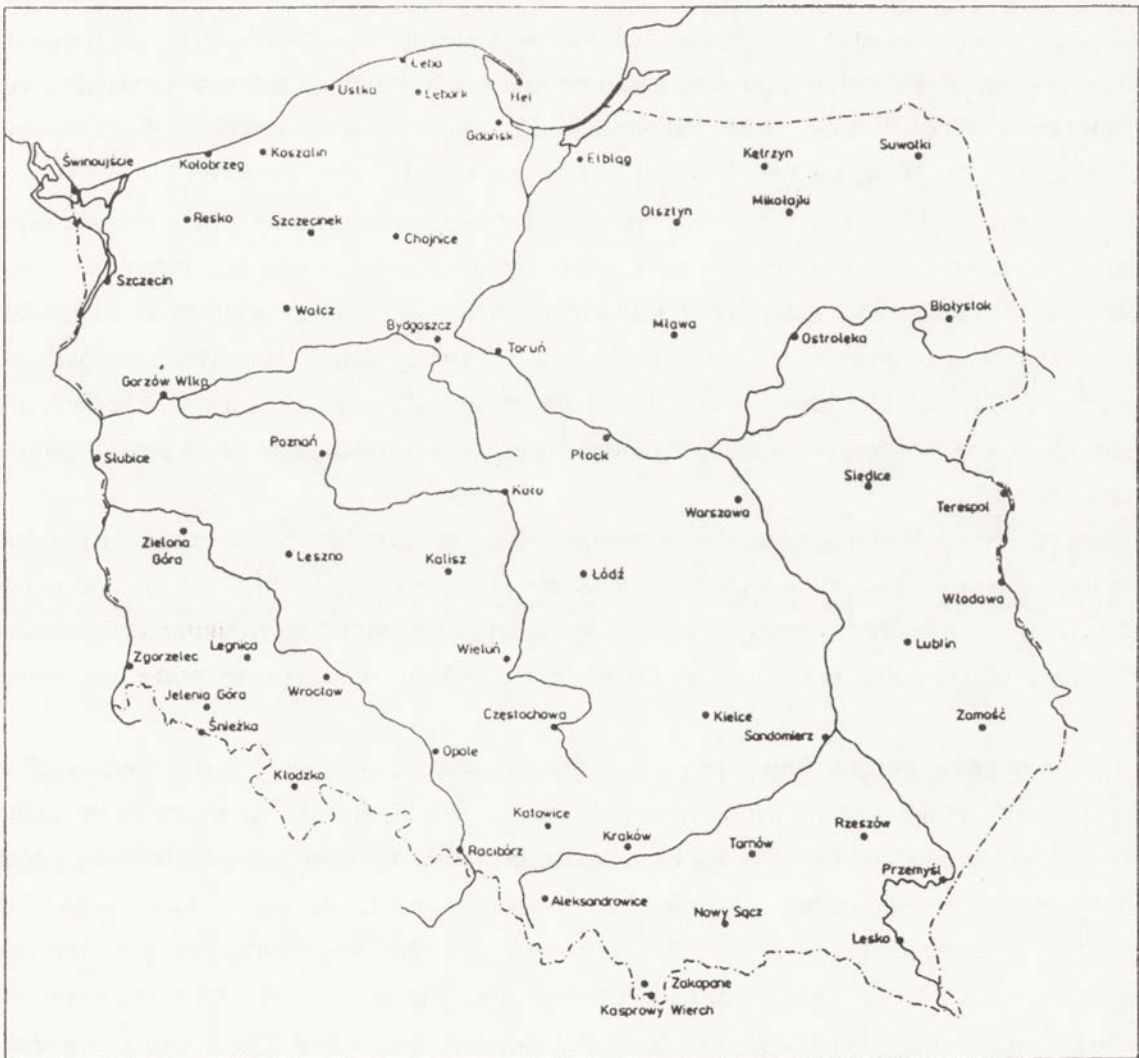 Łeba
Ustka
Lębork
Hel
Gdańsk
Świnoujście
Kołobrzeg
Koszalin
Elbląg
Kętrzyn
Suwałki
Resko
Szczecinek
Chojnice
Olsztyn
Mikołajki
Szczecin
Wałcz
Bydgoszcz
Toruń
Mława
Ostrołęka
Białystok
Gorzów Wlkp.
Poznań
Płock
Słubice
Koło
Warszawa
Siedlce
Terespol
Zielona
Góra
Leszno
Kalisz
Łódź
Włodawa
Zgorzelec
Legnica
Wrocław
Wieluń
Lublin
Jelenia Góra
Śnieżka
Częstochowa
Kielce
Sandomierz
Zamość
Kłodzko
Opole
Katowice
Kraków
Tarnów
Rzeszów
Racibórz
Przemyśl
Aleksandrowice
Nowy Sącz
Lesko
Zakopane
Kasprowy Wierch